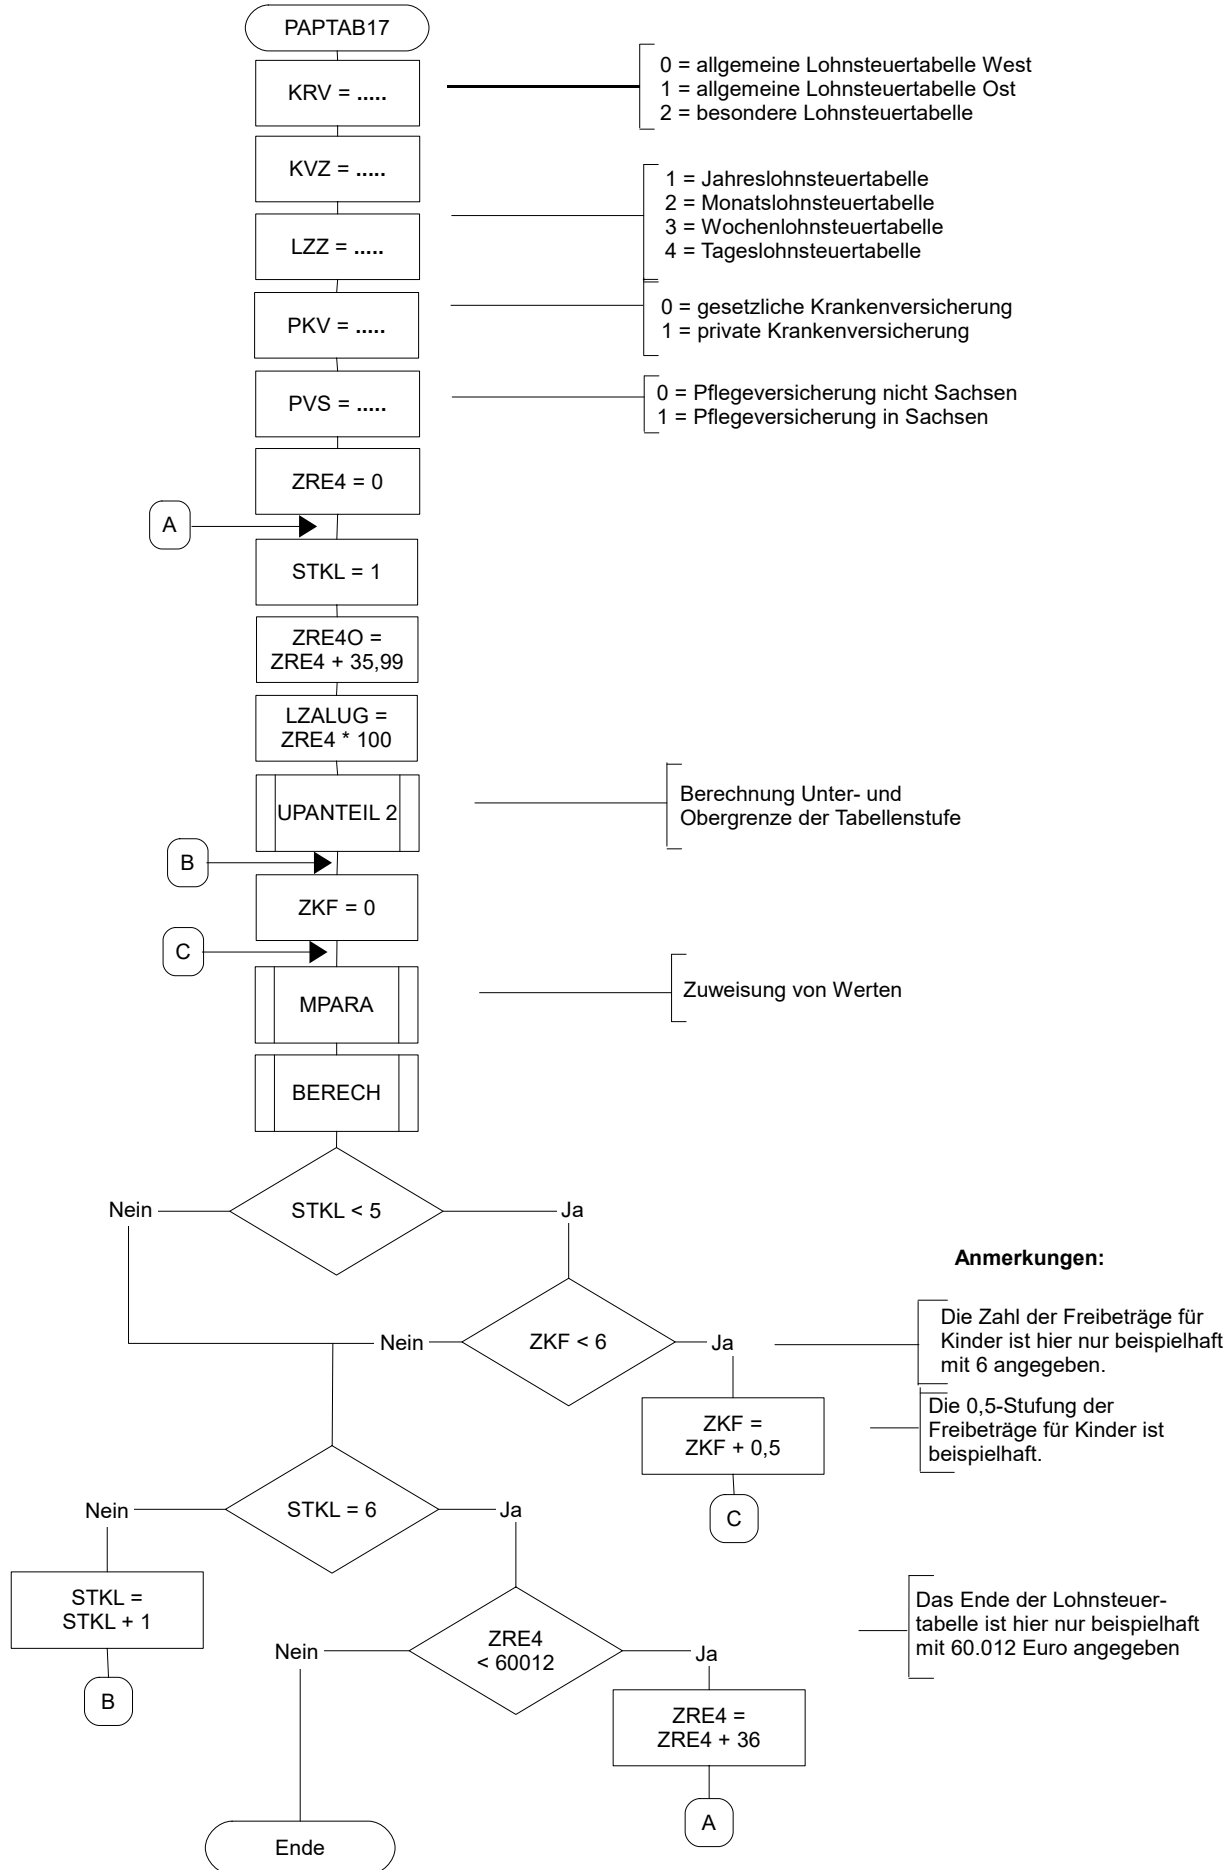 PAPTAB17
KRV = .....
0 = allgemeine Lohnsteuertabelle West
1 = allgemeine Lohnsteuertabelle Ost
2 = besondere Lohnsteuertabelle
KVZ = .....
1 = Jahreslohnsteuertabelle
2 = Monatslohnsteuertabelle
3 = Wochenlohnsteuertabelle
4 = Tageslohnsteuertabelle
LZZ = .....
PKV = .....
0 = gesetzliche Krankenversicherung
1 = private Krankenversicherung
PVS = .....
0 = Pflegeversicherung nicht Sachsen
1 = Pflegeversicherung in Sachsen
ZRE4 = 0
A
STKL = 1
ZRE4O =
ZRE4 + 35,99
LZALUG =
ZRE4 * 100
UPANTEIL 2
Berechnung Unter- und
Obergrenze der Tabellenstufe
B
ZKF = 0
C
MPARA
Zuweisung von Werten
BERECH
Nein
STKL < 5
Ja
Anmerkungen:
Nein
ZKF < 6
Ja
Die Zahl der Freibeträge für
Kinder ist hier nur beispielhaft
mit 6 angegeben.
ZKF =
ZKF + 0,5
Die 0,5-Stufung der
Freibeträge für Kinder ist
beispielhaft.
C
Nein
STKL = 6
Ja
STKL =
STKL + 1
B
Nein
ZRE4
< 60012
Ja
Das Ende der Lohnsteuer-
tabelle ist hier nur beispielhaft
mit 60.012 Euro angegeben
ZRE4 =
ZRE4 + 36
A
Ende